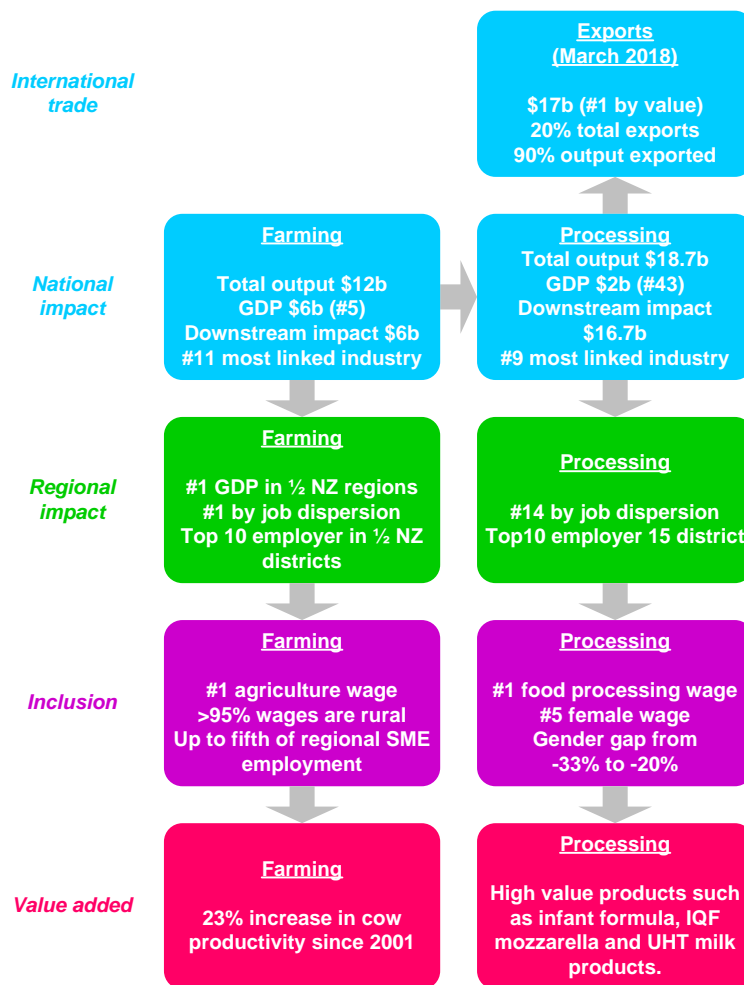 International
trade
Exports
(March 2018)
$17b (#1 by value)
20% total exports
90% output exported
National
impact
Farming
Total output $12b
GDP $6b (#5)
Downstream impact $6b
#11 most linked industry
Processing
Total output $18.7b
GDP $2b (#43)
Downstream impact
$16.7b
#9 most linked industry
Regional
impact
Farming
#1 GDP in ½ NZ regions
#1 by job dispersion
Top 10 employer in ½ NZ
districts
Processing
#14 by job dispersion
Top10 employer 15 district
Inclusion
Farming
#1 agriculture wage
>95% wages are rural
Up to fifth of regional SME
employment
Processing
#1 food processing wage
#5 female wage
Gender gap from
-33% to -20%
Value added
Farming
23% increase in cow
productivity since 2001
Processing
High value products such
as infant formula, IQF
mozzarella and UHT milk
products.